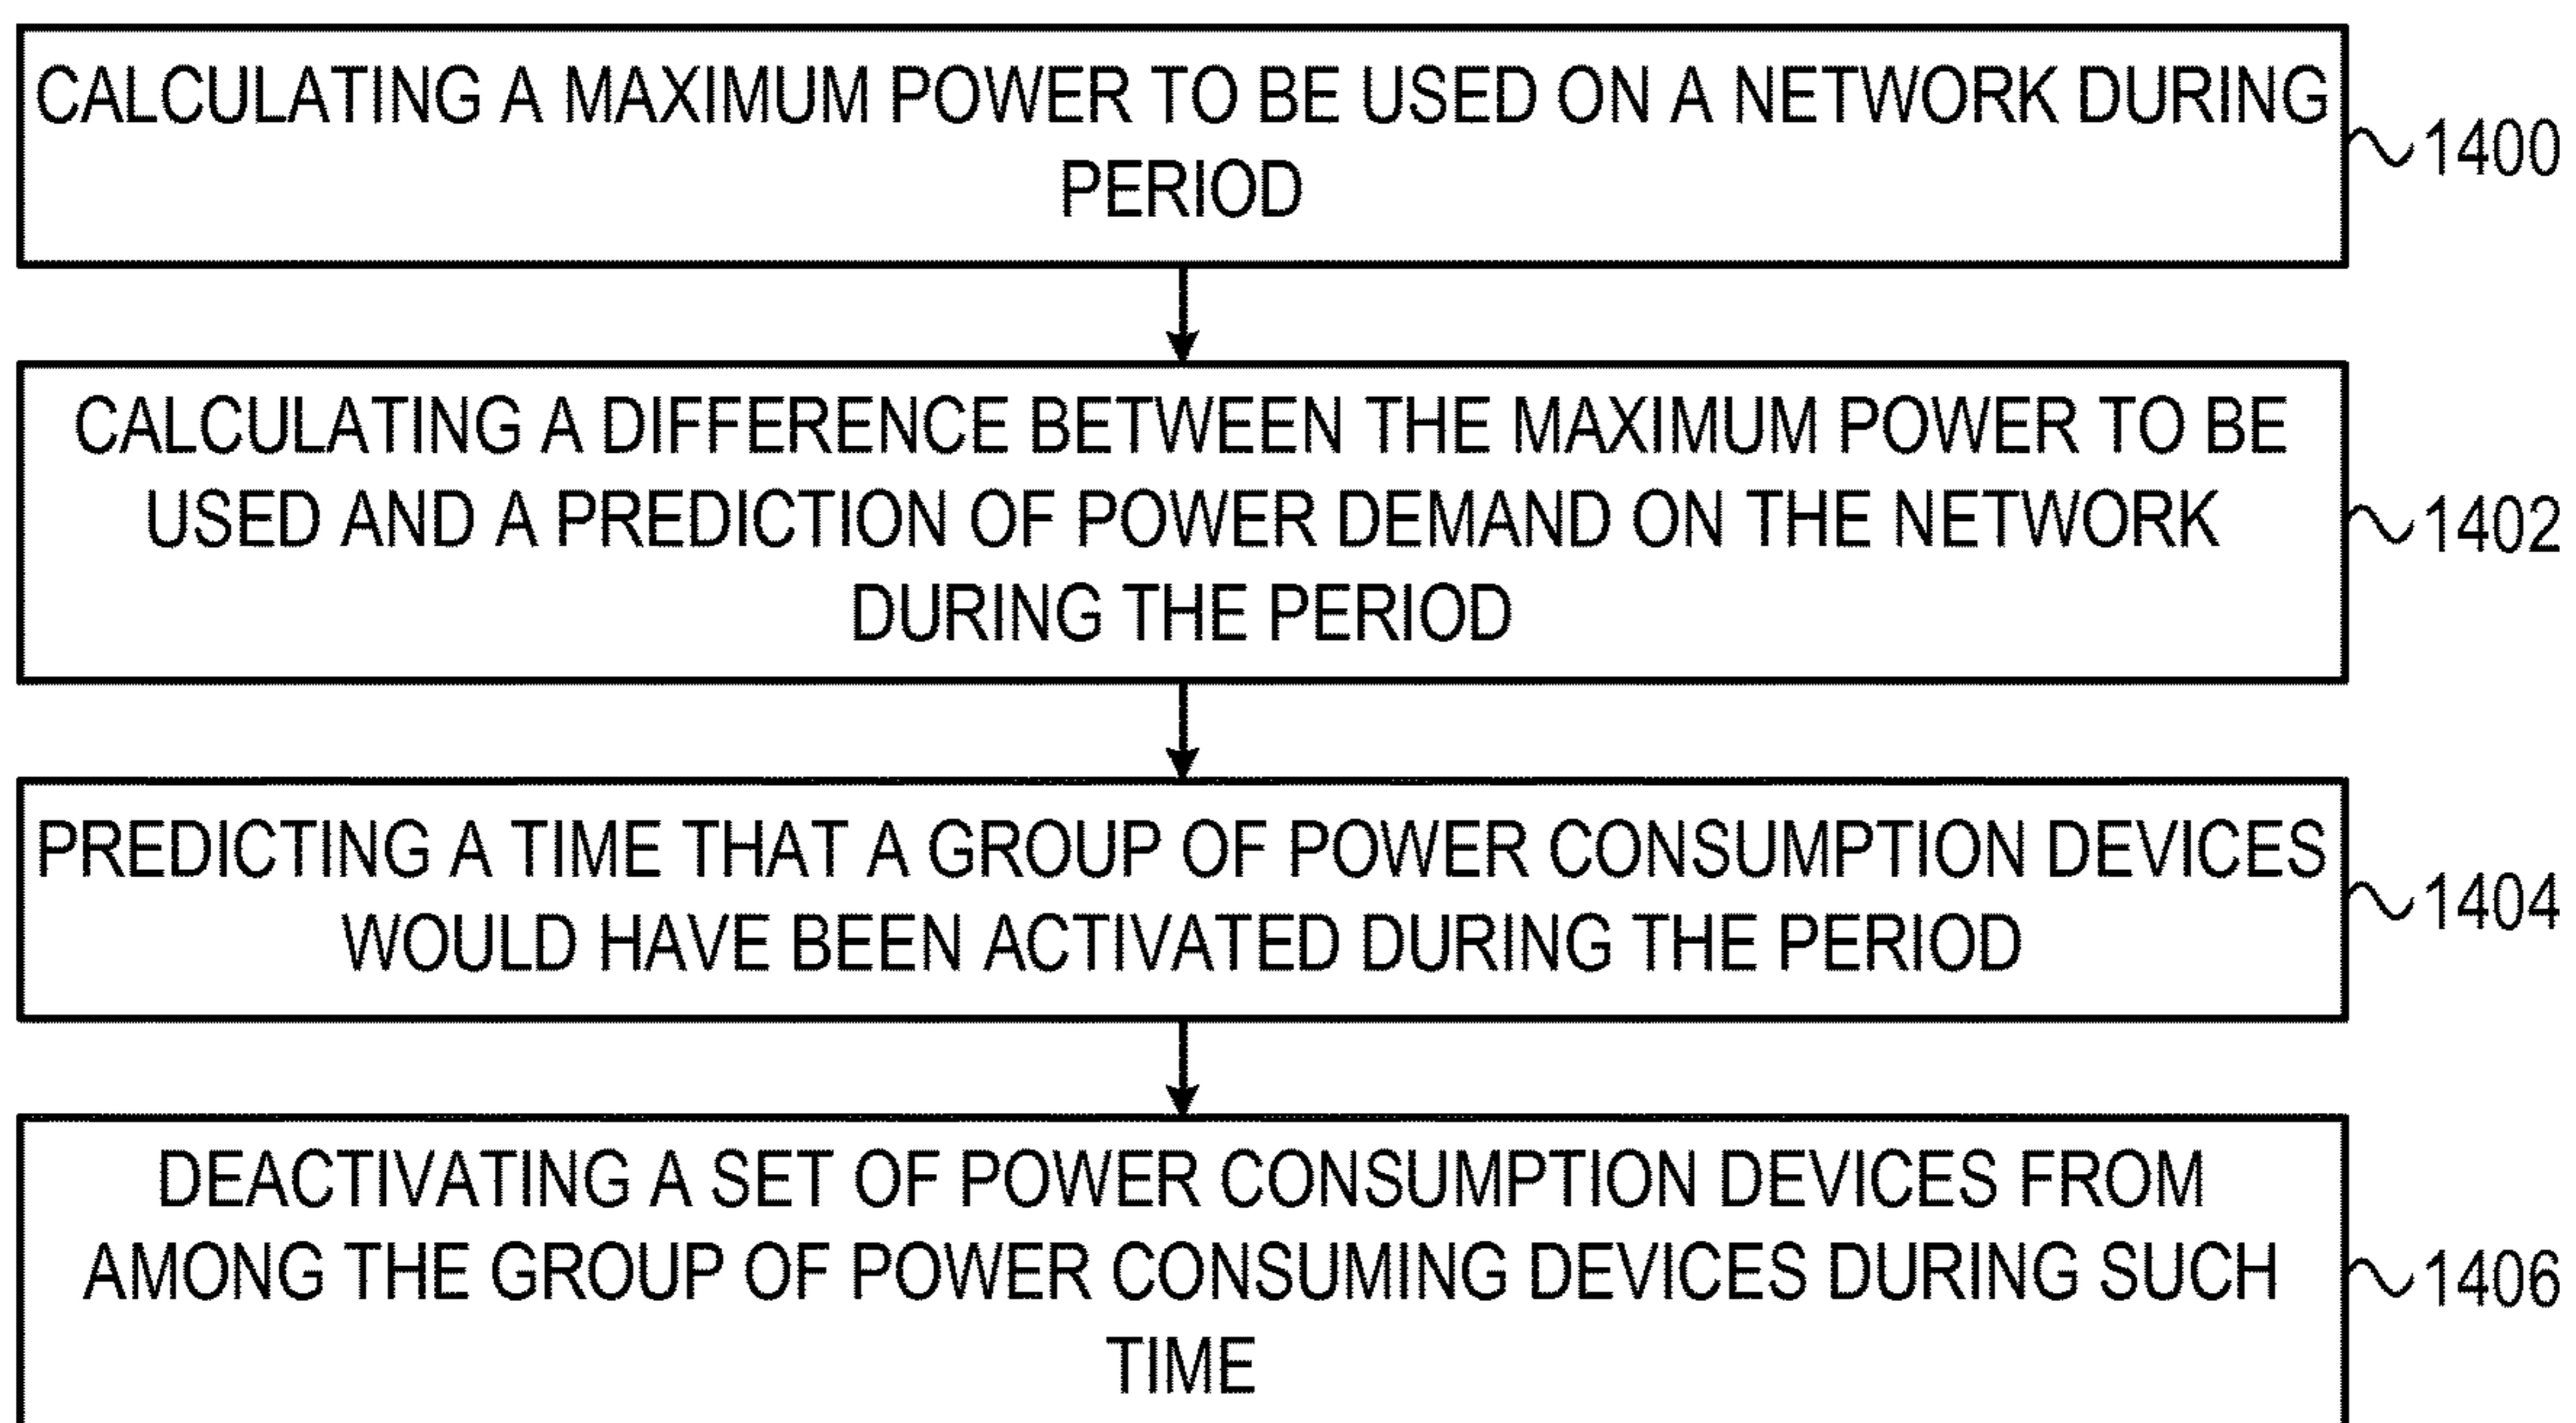 CALCULATING A MAXIMUM POWER TO BE USED ON A NETWORK DURING
PERIOD
1400
CALCULATING A DIFFERENCE BETWEEN THE MAXIMUM POWER TO BE
USED AND A PREDICTION OF POWER DEMAND ON THE NETWORK
DURING THE PERIOD
1402
PREDICTING A TIME THAT A GROUP OF POWER CONSUMPTION DEVICES
WOULD HAVE BEEN ACTIVATED DURING THE PERIOD
1404
DEACTIVATING A SET OF POWER CONSUMPTION DEVICES FROM
AMONG THE GROUP OF POWER CONSUMING DEVICES DURING SUCH
TIME
1406